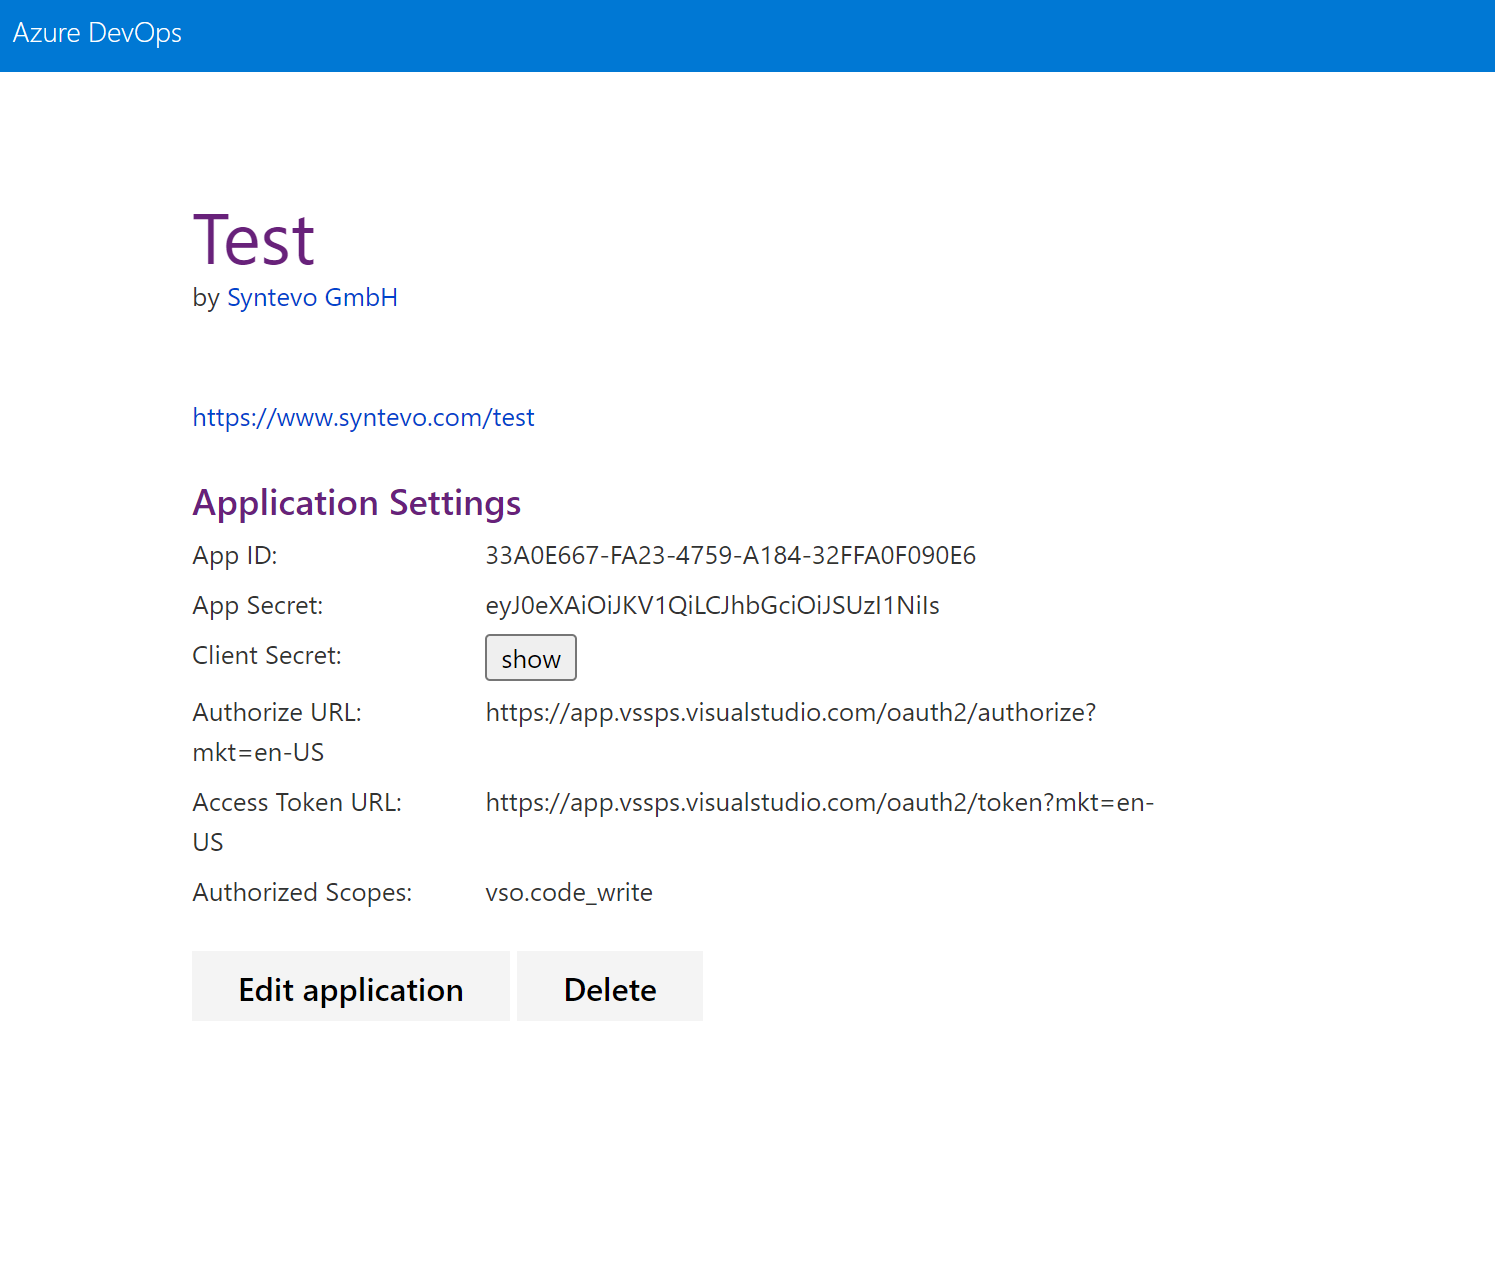 Azure DevOps
Test
by Syntevo GmbH
https://www.syntevo.com/test
Application Settings
App ID: 33A0E667-FA23-4759-A184-32FFA0F090E6
App Secret: eyJ0eXAiOiJKV1QiLCJhbGciOiJSUzI1NiIs
Client Secret: show
Authorize URL: https://app.vssps.visualstudio.com/oauth2/authorize?
mkt=en-US
Access Token URL: https://app.vssps.visualstudio.com/oauth2/token?mkt=en-
US
Authorized Scopes: vso.code_write
Edit application Delete